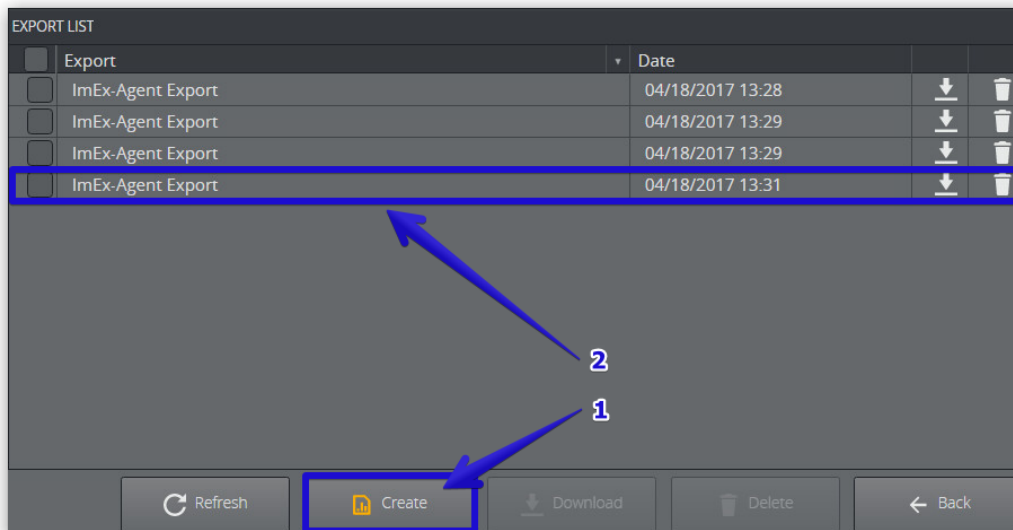 EXPORT LIST
Export Date
ImEx-Agent Export 04/18/2017 13:28
ImEx-Agent Export 04/18/2017 13:29
ImEx-Agent Export 04/18/2017 13:29
ImEx-Agent Export 04/18/2017 13:31
2
1
Refresh Create Download Delete Back